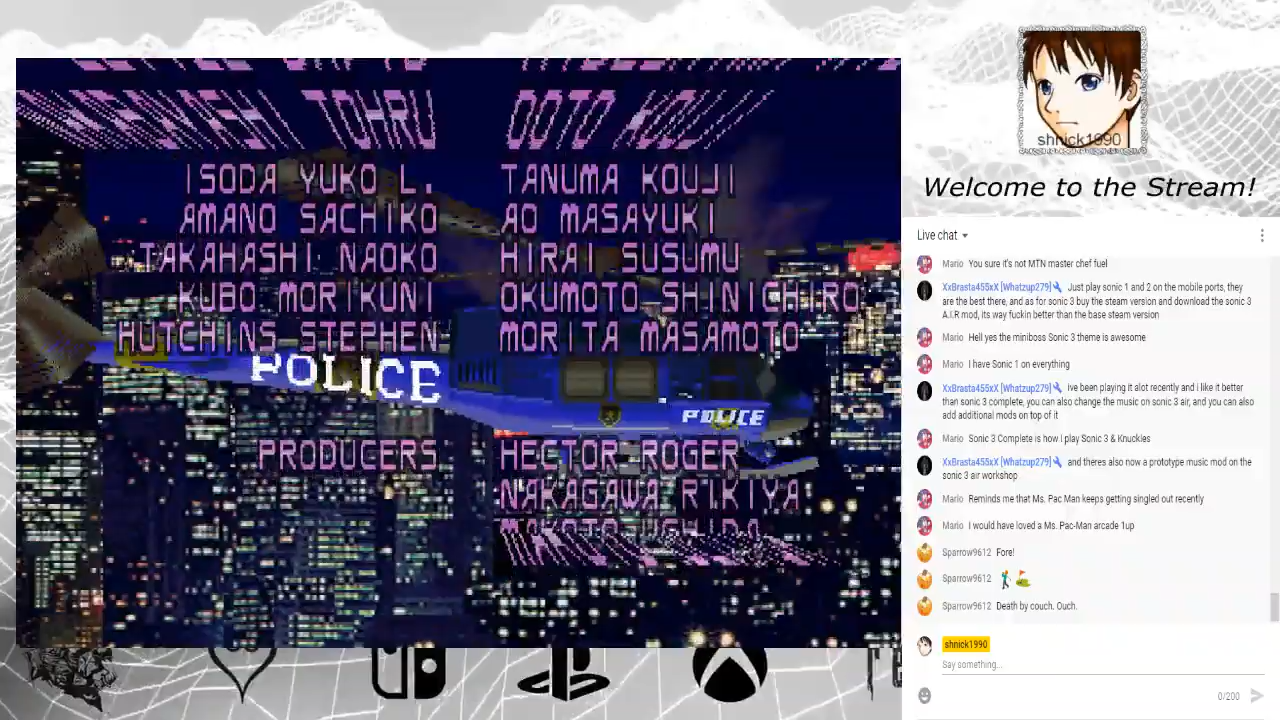 TOHRU OOTO KOUJI
ISODA YUKO L. TANUMA KOUJI
AMANO SACHIKO AO MASAYUKI
TAKAHASHI NAOKO HIRAI SUSUMU
KUBO MORIKUNI OKUMOTO SHINICHIRO
HUTCHINS STEPHEN MORITA MASAMOTO
POLICE
POLICE
PRODUCERS HECTOR ROGER
NAKAGAWA RIKIYA
MAKOTO UCHIDA
shnick1990
Welcome to the Stream!
Live chat
Mario You sure it's not MTN master chef fuel
XxBrasta455xX [Whatzup279] Just play sonic 1 and 2 on the mobile ports, they
are the best there, and as for sonic 3 buy the steam version and download the sonic 3
A.I.R mod, its way fuckin better than the base steam version
Mario Hell yes the miniboss Sonic 3 theme is awesome
Mario I have Sonic 1 on everything
XxBrasta455xX [Whatzup279] ive been playing it alot recently and i like it better
than sonic 3 complete, you can also change the music on sonic 3 air, and you can also
add additional mods on top of it
Mario Sonic 3 Complete is how I play Sonic 3 & Knuckles
XxBrasta455xX [Whatzup279] and theres also now a prototype music mod on the
sonic 3 air workshop
Mario Reminds me that Ms. Pac Man keeps getting singled out recently
Mario I would have loved a Ms. Pac-Man arcade 1up
Sparrow9612 Fore!
Sparrow9612
Sparrow9612 Death by couch. Ouch.
shnick1990
Say something...
0/200